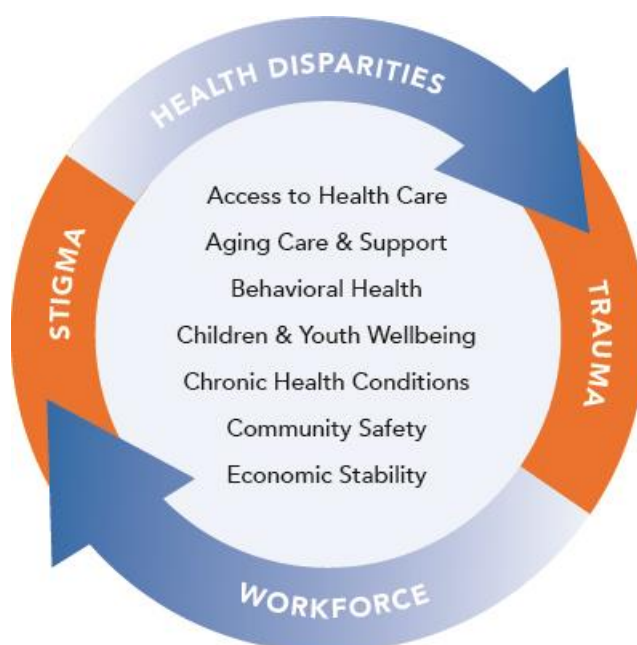 HEALTH DISPARITIES
Access to Health Care
Aging Care & Support
Behavioral Health
Children & Youth Wellbeing
Chronic Health Conditions
Community Safety
Economic Stability
TRAUMA
WORKFORCE
STIGMA